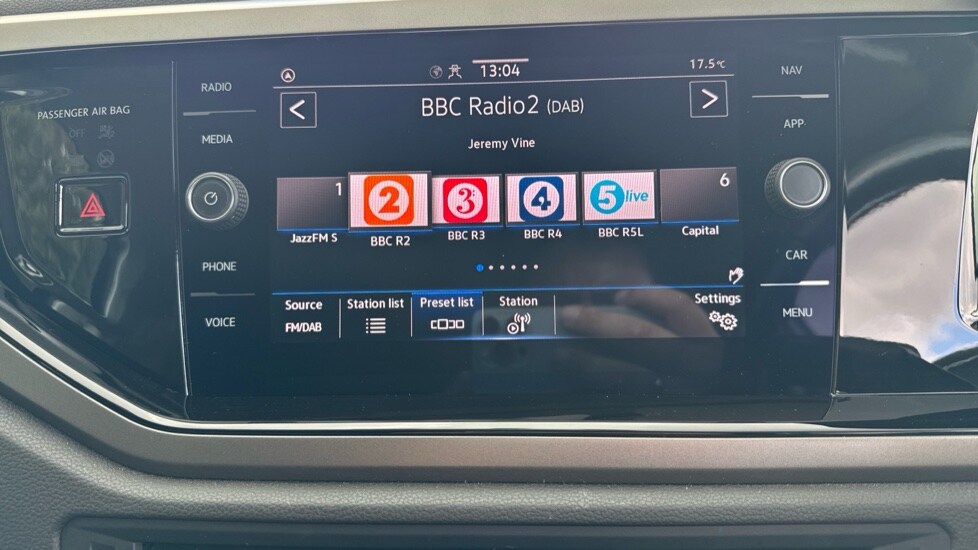 PASSENGER AIR BAG
OFF
RADIO
MEDIA
PHONE
VOICE
13:04
17.5°C
<
BBC Radio2 (DAB)
>
Jeremy Vine
1
2
3
4
5 live
6
JazzFM S
BBC R2
BBC R3
BBC R4
BBC R5L
Capital
Source
Station list
Preset list
Station
Settings
FM/DAB
NAV
APP
CAR
MENU